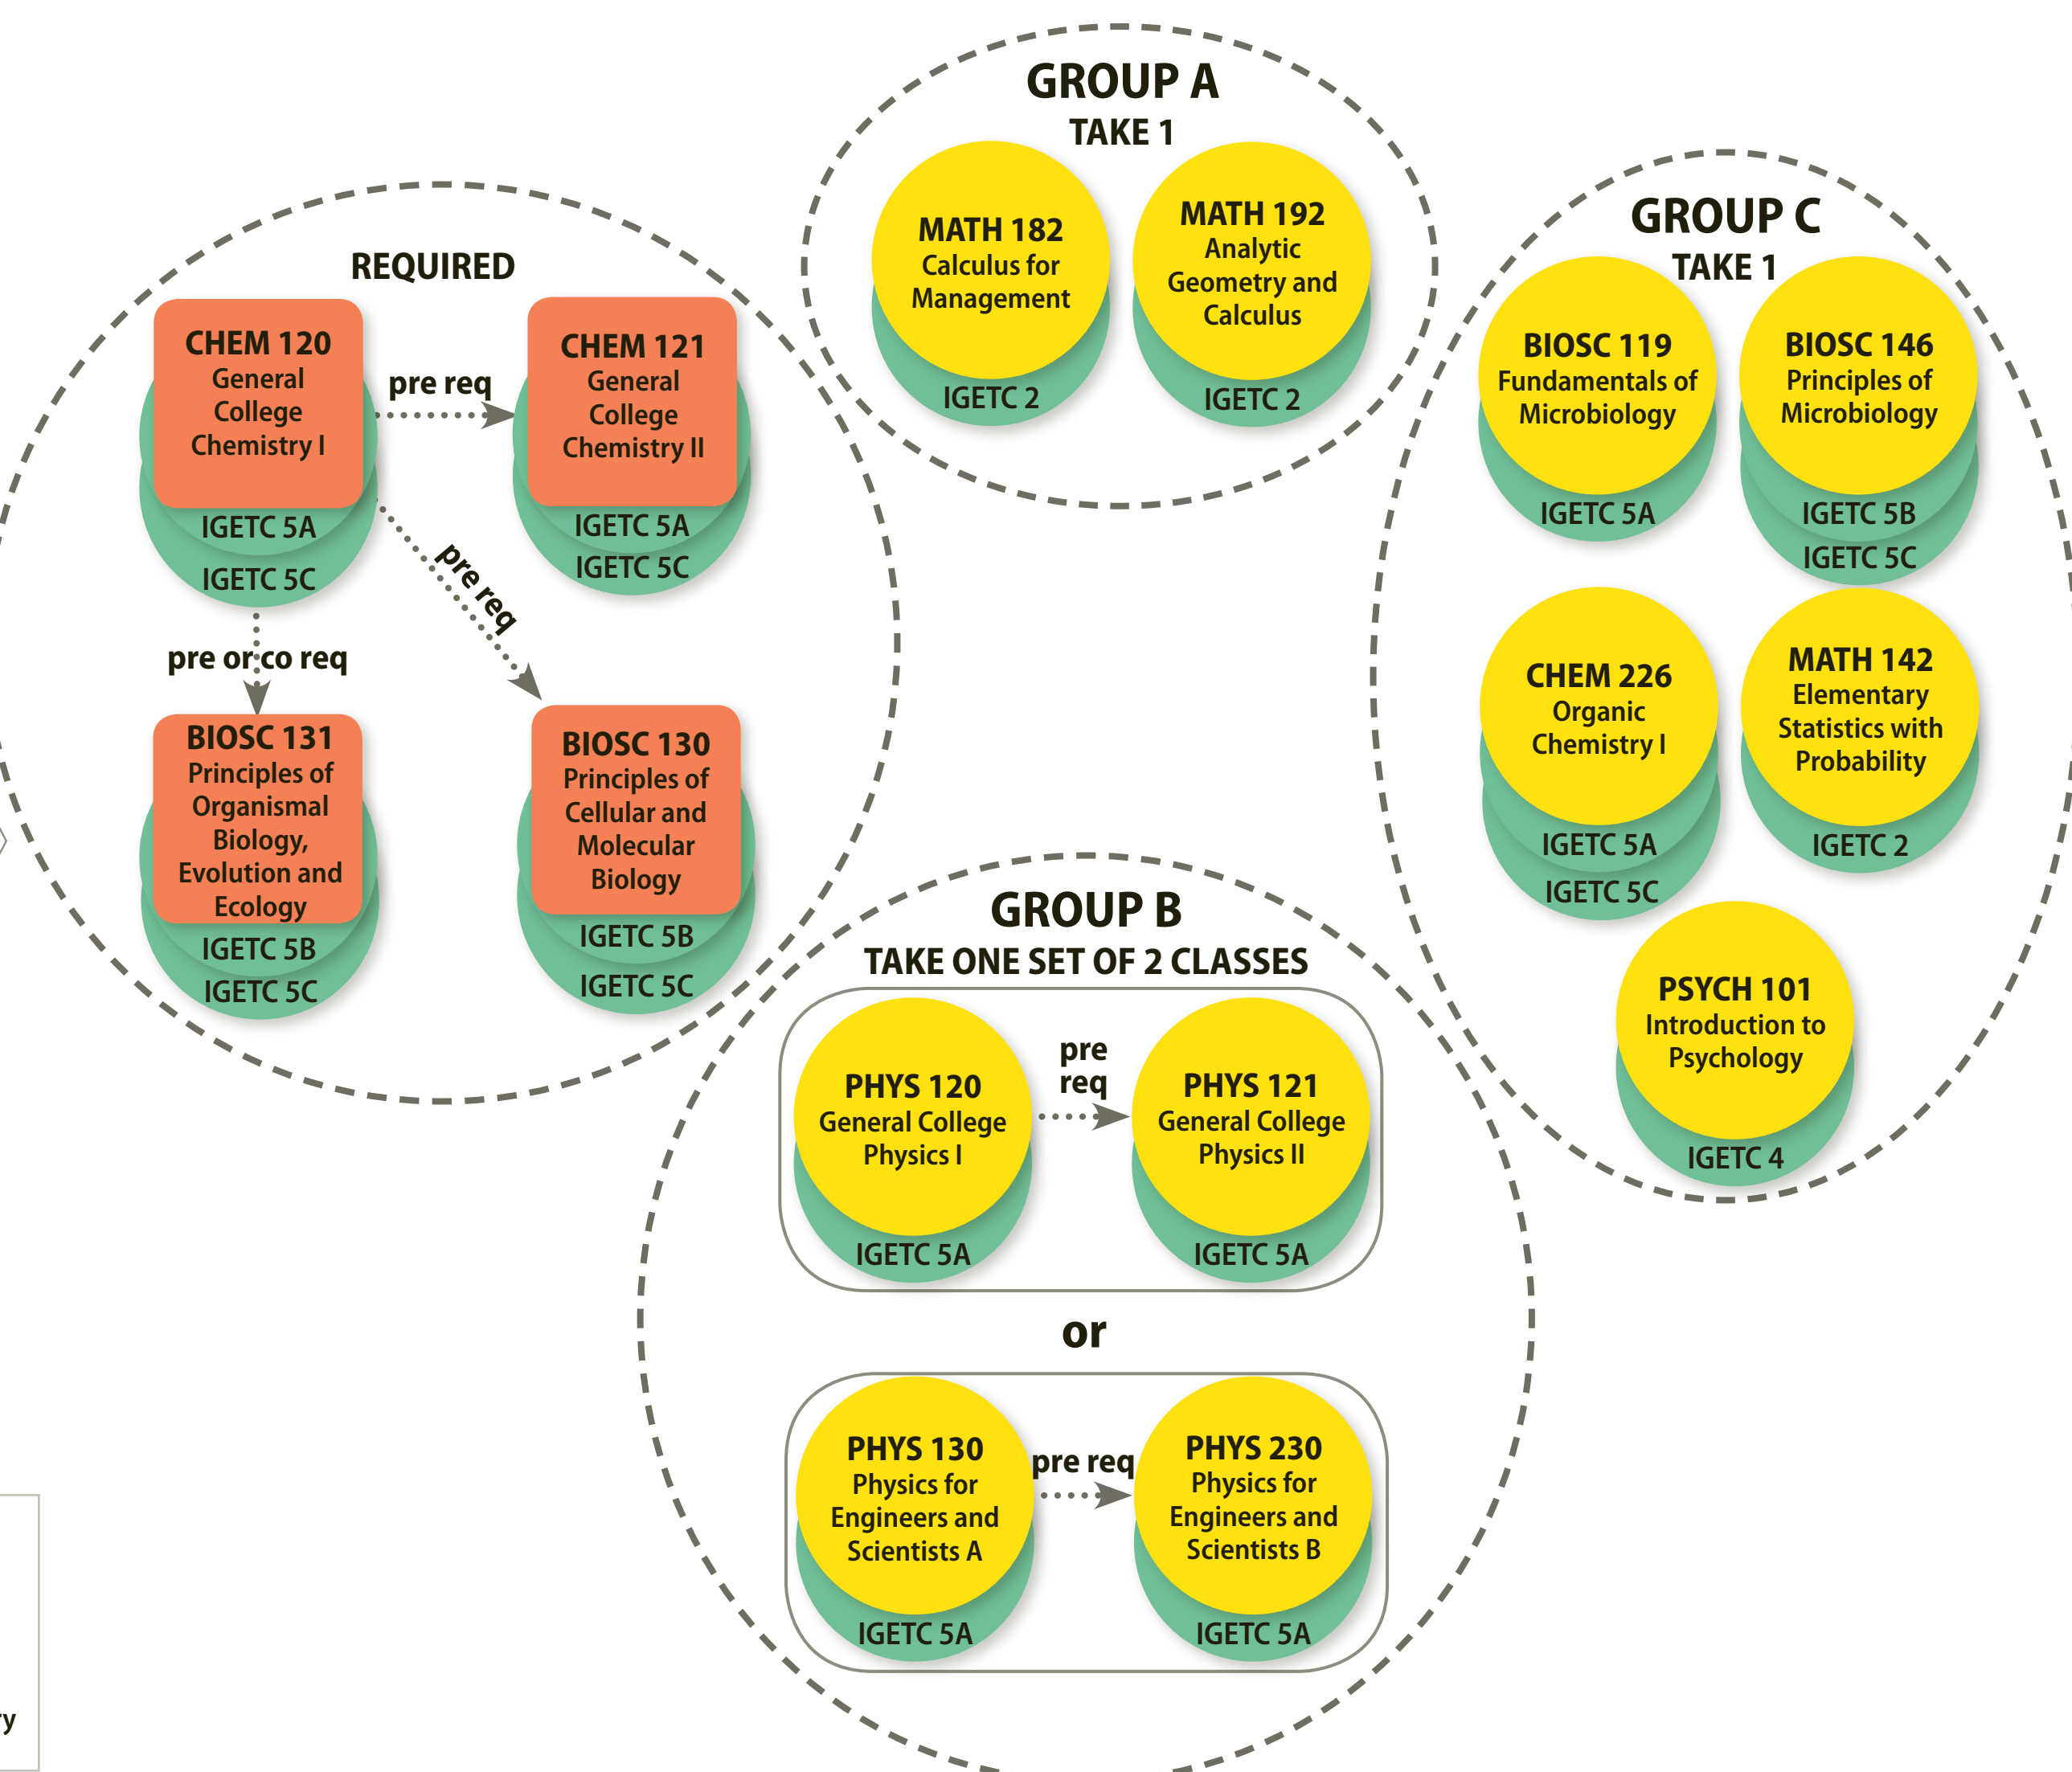 REQUIRED
CHEM 120
General
College
Chemistry I
IGETC 5A
IGETC 5C
pre req
CHEM 121
General
College
Chemistry II
IGETC 5A
IGETC 5C
pre req
pre or co req
BIOSC 131
Principles of
Organismal
Biology,
Evolution and
Ecology
IGETC 5B
IGETC 5C
BIOSC 130
Principles of
Cellular and
Molecular
Biology
IGETC 5B
IGETC 5C
GROUP A
TAKE 1
MATH 182
Calculus for
Management
IGETC 2
MATH 192
Analytic
Geometry and
Calculus
IGETC 2
GROUP B
TAKE ONE SET OF 2 CLASSES
PHYS 120
General College
Physics I
IGETC 5A
pre
req
PHYS 121
General College
Physics II
IGETC 5A
or
PHYS 130
Physics for
Engineers and
Scientists A
IGETC 5A
pre req
PHYS 230
Physics for
Engineers and
Scientists B
IGETC 5A
GROUP C
TAKE 1
BIOSC 119
Fundamentals of
Microbiology
IGETC 5A
BIOSC 146
Principles of
Microbiology
IGETC 5B
IGETC 5C
CHEM 226
Organic
Chemistry I
IGETC 5A
IGETC 5C
MATH 142
Elementary
Statistics with
Probability
IGETC 2
PSYCH 101
Introduction to
Psychology
IGETC 4